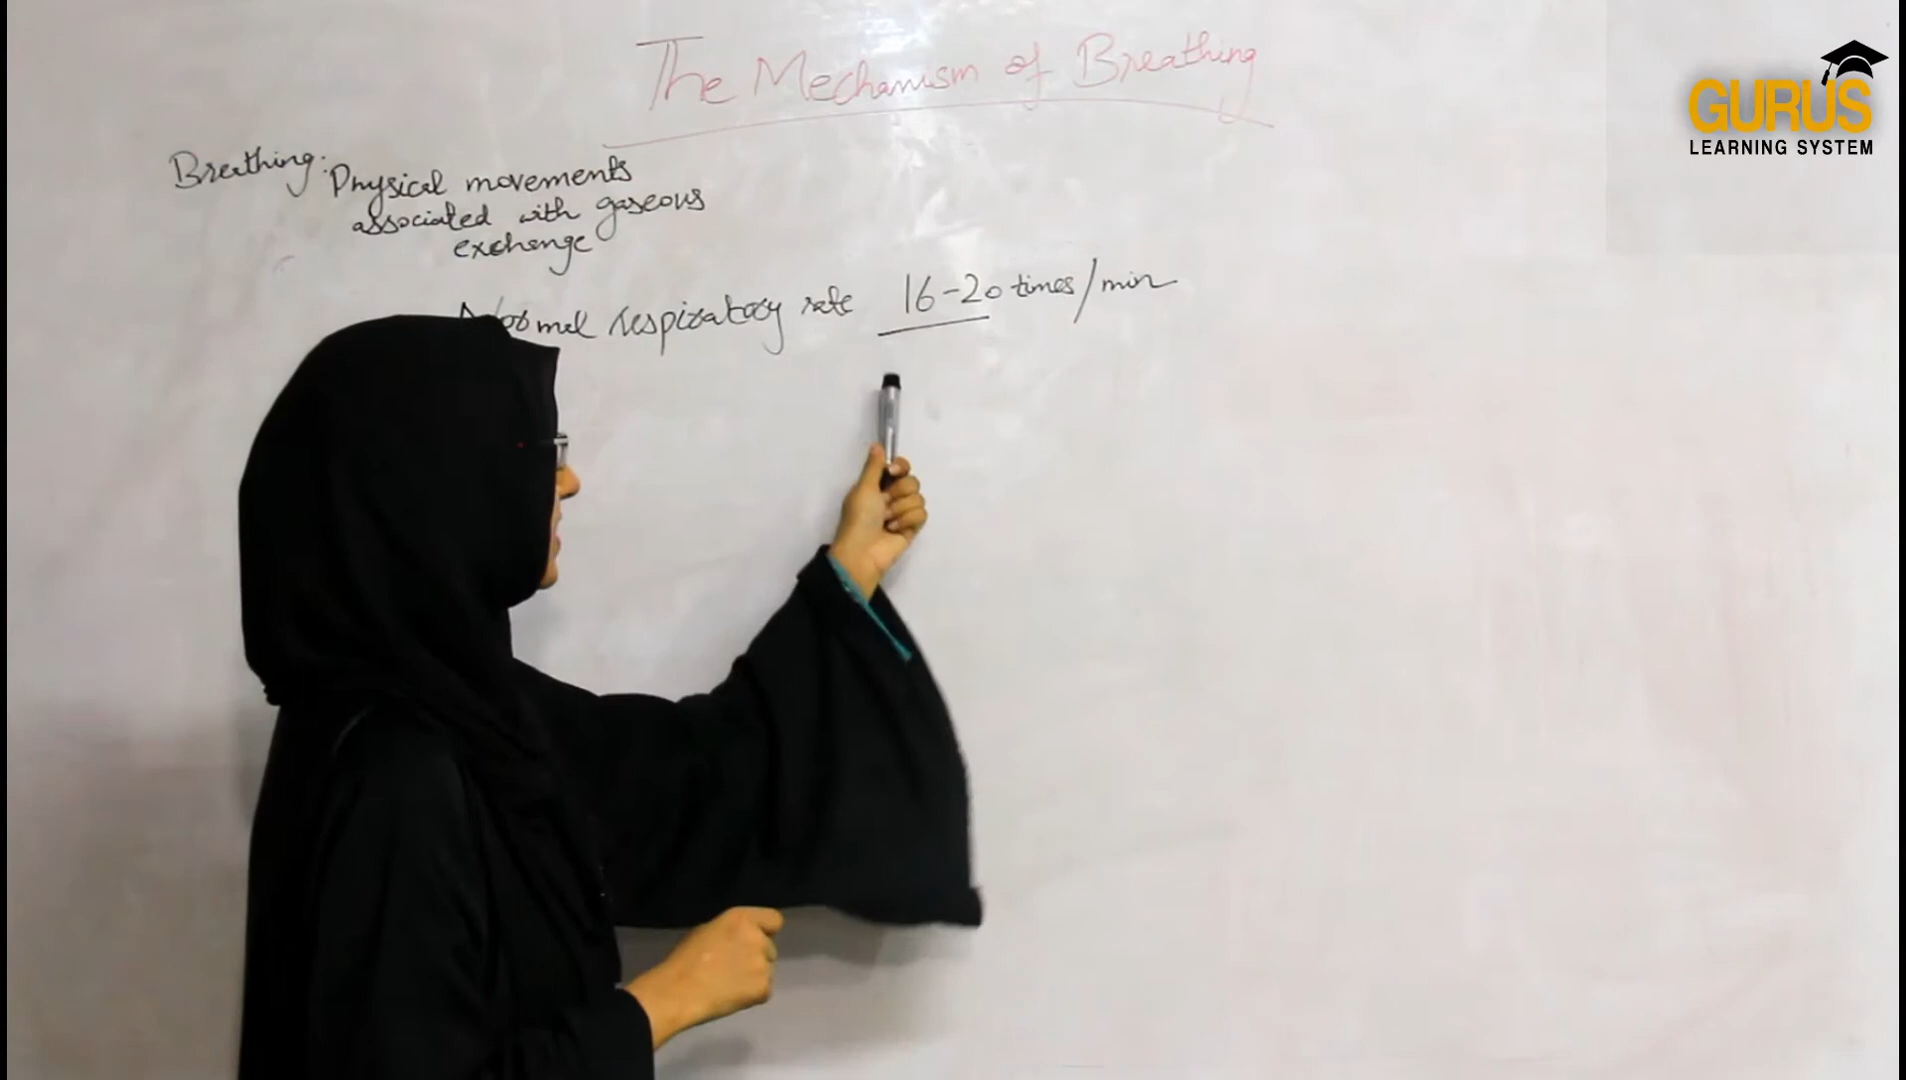 The Mechanism of Breathing
Breathing: Physical movements
associated with gaseous
exchange
Normal respiratory rate 16-20 times/min
GURUS
LEARNING SYSTEM